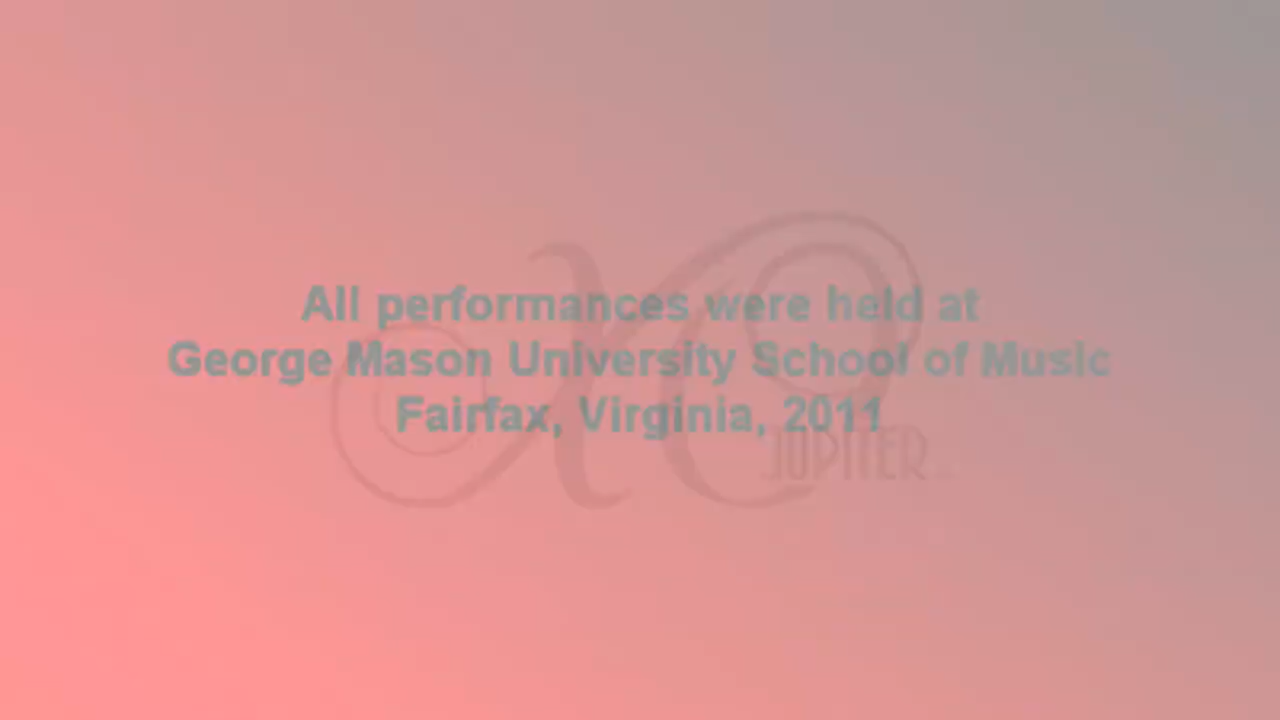 All performances were held at
George Mason University School of Music
Fairfax, Virginia, 2011
JUPITER